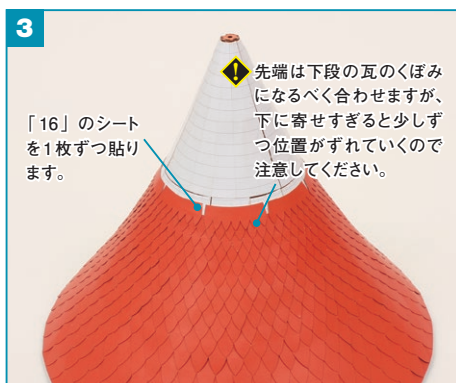 3
先端は下段の瓦のくぼみ
になるべく合わせますが、
下に寄せすぎると少しず
つ位置がずれていくので
注意してください。
「16」のシート
を1枚ずつ貼り
ます。